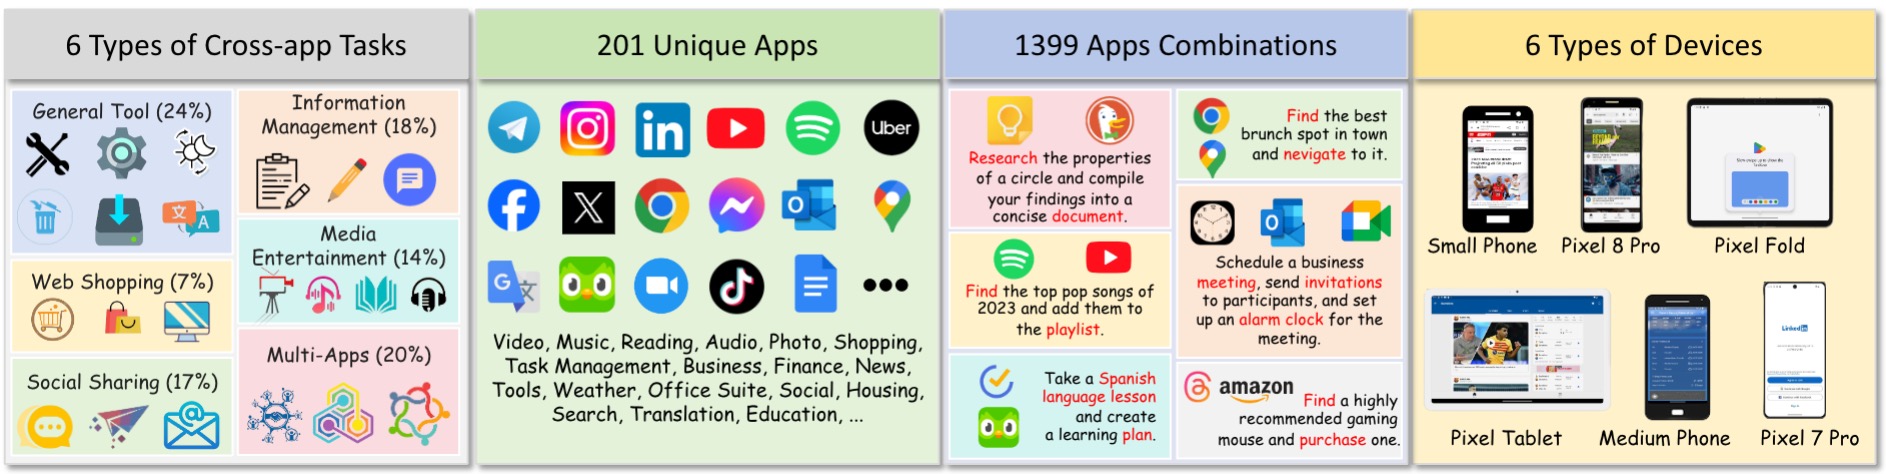 6 Types of Cross-app Tasks
General Tool (24%)
文
A
Web Shopping (7%)
Social Sharing (17%)
Information
Management (18%)
Media
Entertainment (14%)
Multi-Apps (20%)
201 Unique Apps
in
Uber
X
G
文
Video, Music, Reading, Audio, Photo, Shopping,
Task Management, Business, Finance, News,
Tools, Weather, Office Suite, Social, Housing,
Search, Translation, Education, ...
1399 Apps Combinations
Research the properties
of a circle and compile
your findings into a
concise document.
Find the top pop songs of
2023 and add them to
the playlist.
Take a Spanish
language lesson
and create
a learning plan.
Find the best
brunch spot in town
and nevigate to it.
Schedule a business
meeting, send invitations
to participants, and set
up an alarm clock for the
meeting.
amazon
Find a highly
recommended gaming
mouse and purchase one.
6 Types of Devices
Small Phone
Pixel 8 Pro
Pixel Fold
Linkedin
Pixel Tablet
Medium Phone
Pixel 7 Pro